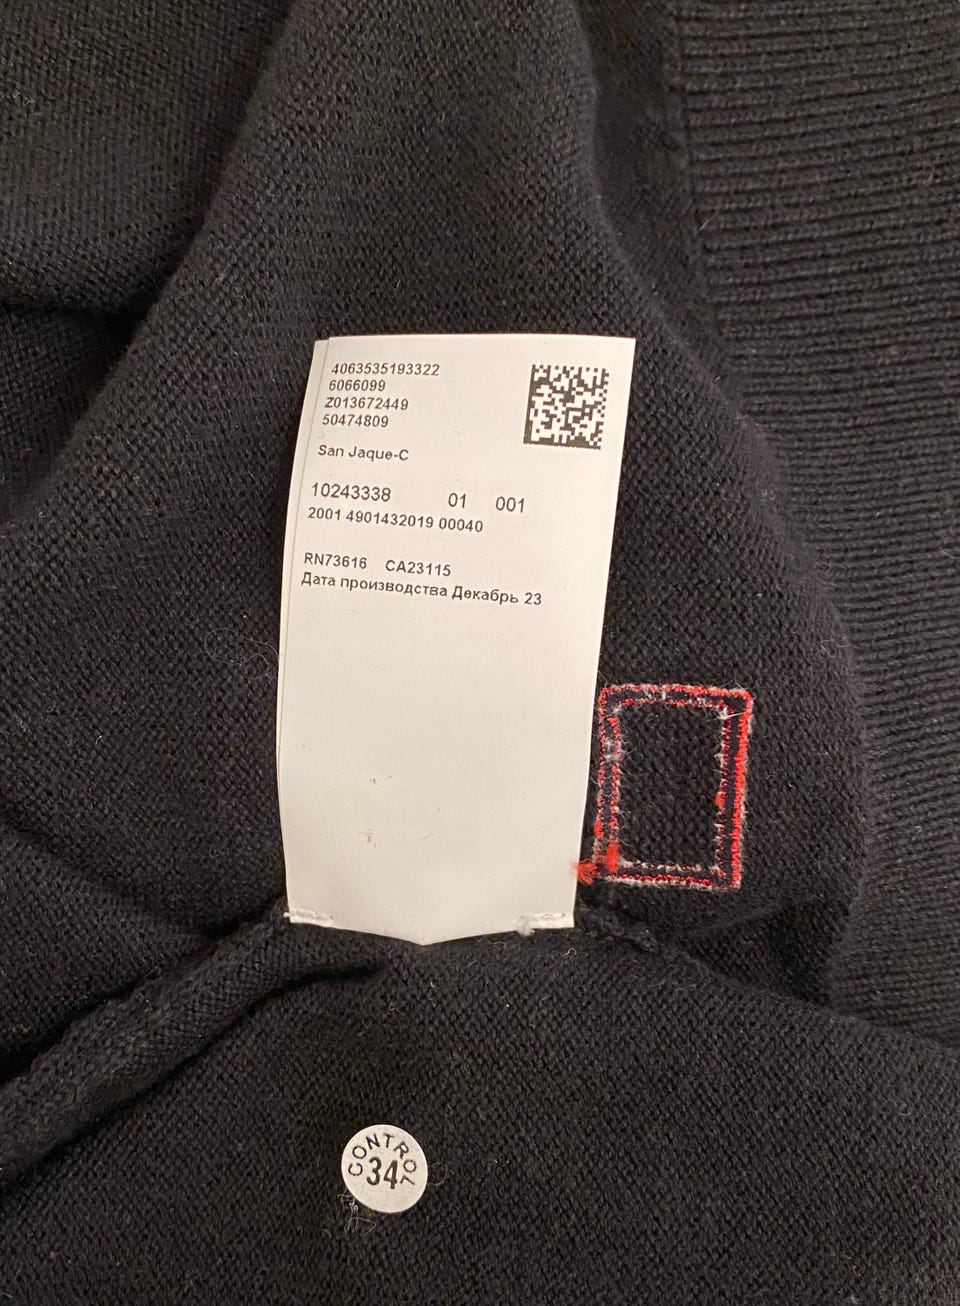 4063535193322
6066099
Z013672449
50474809
San Jaque-C
10243338 01 001
2001 4901432019 00040
RN73616 CA23115
Дата производства Декабрь 23
CONTROL
34